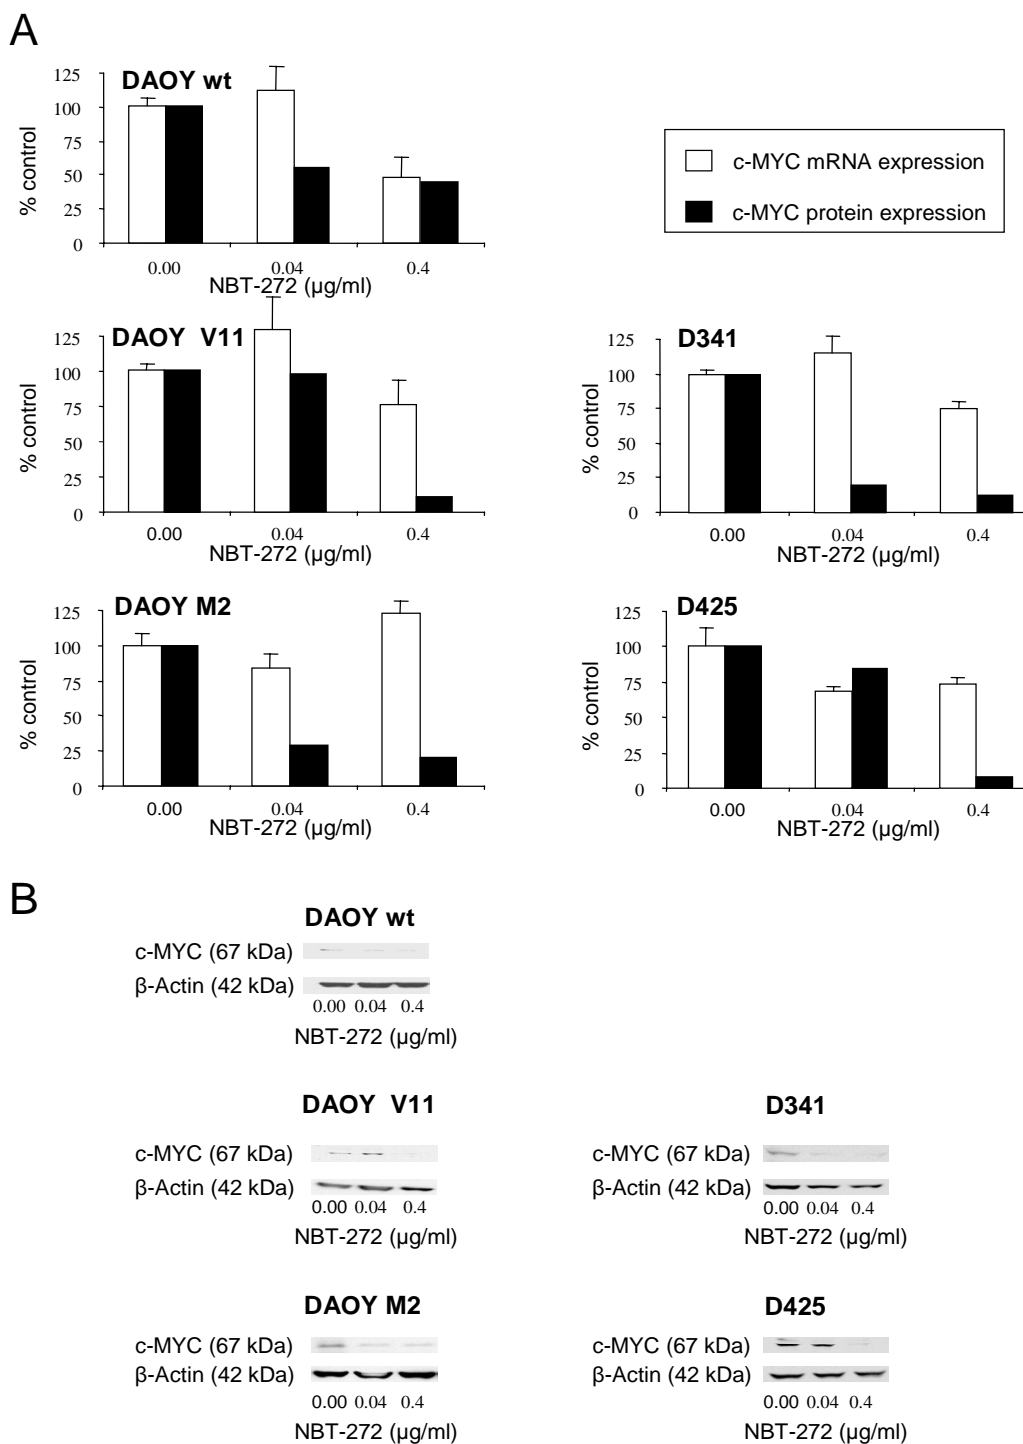 A
DAOY wt
% control
125
100
75
50
25
0
0.00 0.04 0.4
NBT-272 (µg/ml)
c-MYC mRNA expression
c-MYC protein expression
DAOY V11
% control
125
100
75
50
25
0
0.00 0.04 0.4
NBT-272 (µg/ml)
D341
% control
125
100
75
50
25
0
0.00 0.04 0.4
NBT-272 (µg/ml)
DAOY M2
% control
125
100
75
50
25
0
0.00 0.04 0.4
NBT-272 (µg/ml)
D425
% control
125
100
75
50
25
0
0.00 0.04 0.4
NBT-272 (µg/ml)
B
DAOY wt
c-MYC (67 kDa)
β-Actin (42 kDa)
0.00 0.04 0.4
NBT-272 (µg/ml)
DAOY V11
c-MYC (67 kDa)
β-Actin (42 kDa)
0.00 0.04 0.4
NBT-272 (µg/ml)
D341
c-MYC (67 kDa)
β-Actin (42 kDa)
0.00 0.04 0.4
NBT-272 (µg/ml)
DAOY M2
c-MYC (67 kDa)
β-Actin (42 kDa)
0.00 0.04 0.4
NBT-272 (µg/ml)
D425
c-MYC (67 kDa)
β-Actin (42 kDa)
0.00 0.04 0.4
NBT-272 (µg/ml)